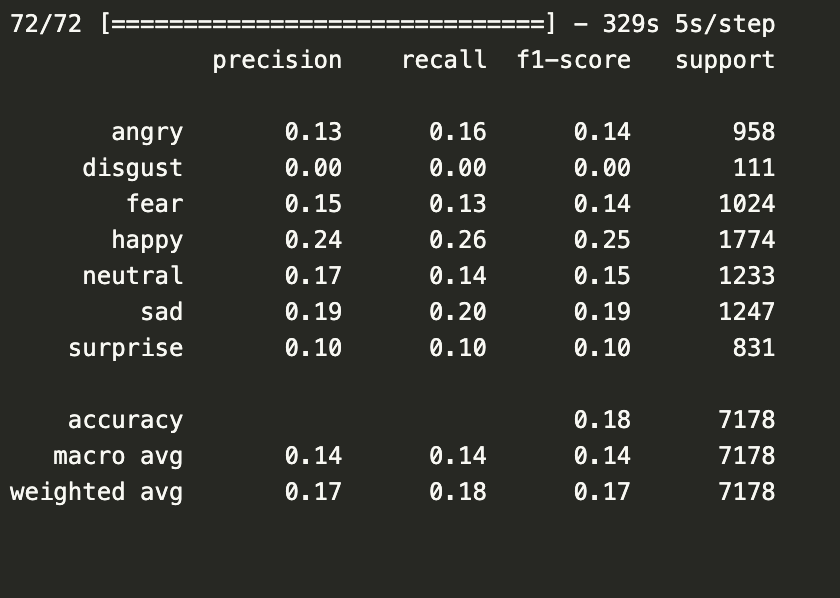 72/72 [==============================] - 329s 5s/step
precision recall f1-score support
angry 0.13 0.16 0.14 958
disgust 0.00 0.00 0.00 111
fear 0.15 0.13 0.14 1024
happy 0.24 0.26 0.25 1774
neutral 0.17 0.14 0.15 1233
sad 0.19 0.20 0.19 1247
surprise 0.10 0.10 0.10 831
accuracy 0.18 7178
macro avg 0.14 0.14 0.14 7178
weighted avg 0.17 0.18 0.17 7178